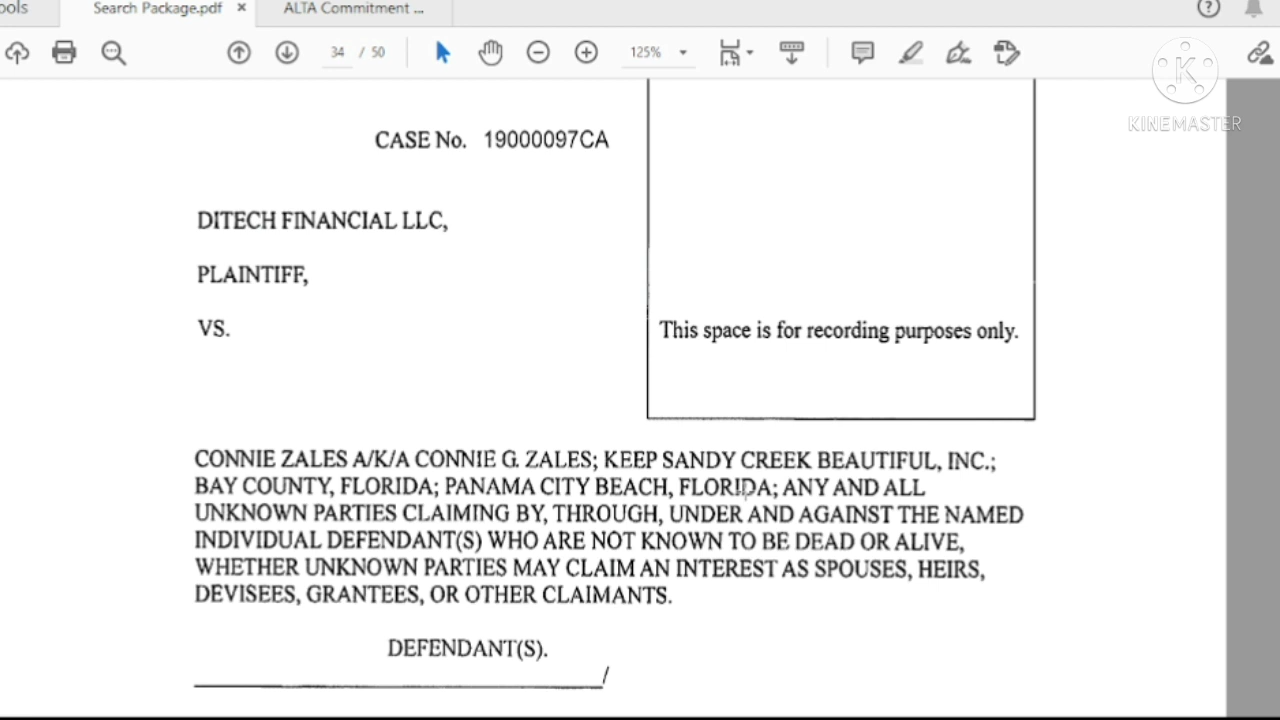 ools
Search Package.pdf
ALTA Commitment ...
34 / 50
125%
KINEMASTER
CASE No. 19000097CA
DITECH FINANCIAL LLC,
PLAINTIFF,
VS.
This space is for recording purposes only.
CONNIE ZALES A/K/A CONNIE G. ZALES; KEEP SANDY CREEK BEAUTIFUL, INC.;
BAY COUNTY, FLORIDA; PANAMA CITY BEACH, FLORIDA; ANY AND ALL
UNKNOWN PARTIES CLAIMING BY, THROUGH, UNDER AND AGAINST THE NAMED
INDIVIDUAL DEFENDANT(S) WHO ARE NOT KNOWN TO BE DEAD OR ALIVE,
WHETHER UNKNOWN PARTIES MAY CLAIM AN INTEREST AS SPOUSES, HEIRS,
DEVISEES, GRANTEES, OR OTHER CLAIMANTS.
DEFENDANT(S).
/